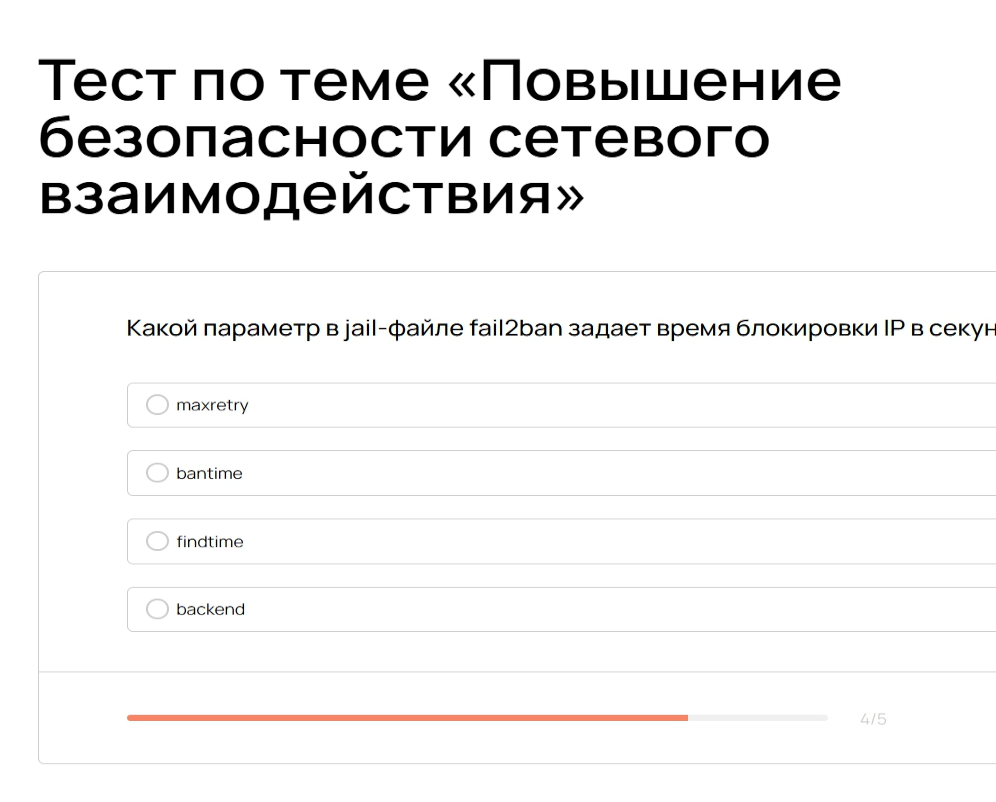 Тест по теме «Повышение
безопасности сетевого
взаимодействия»
Какой параметр в jail-файле fail2ban задает время блокировки IP в секун
maxretry
bantime
findtime
backend
4/5